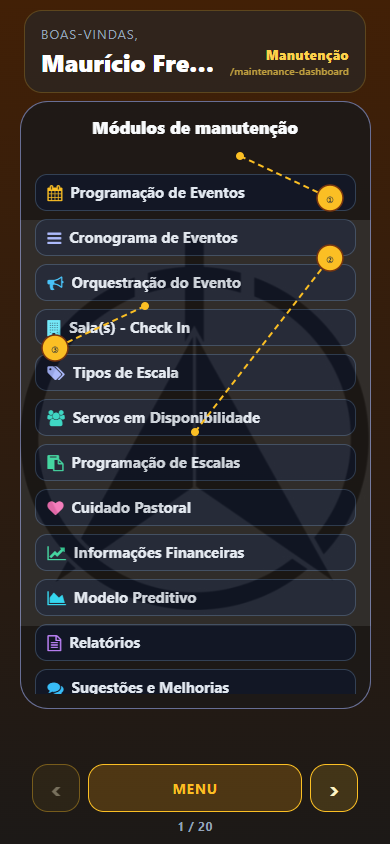 BOAS-VINDAS,
Maurício Fre...
Manutenção
/maintenance-dashboard
Módulos de manutenção
①
Programação de Eventos
Cronograma de Eventos
②
Orquestração do Evento
Sala(s) - Check In
③
Tipos de Escala
Servos em Disponibilidade
Programação de Escalas
Cuidado Pastoral
Informações Financeiras
Modelo Preditivo
Relatórios
Sugestões e Melhorias
‹
MENU
›
1 / 20